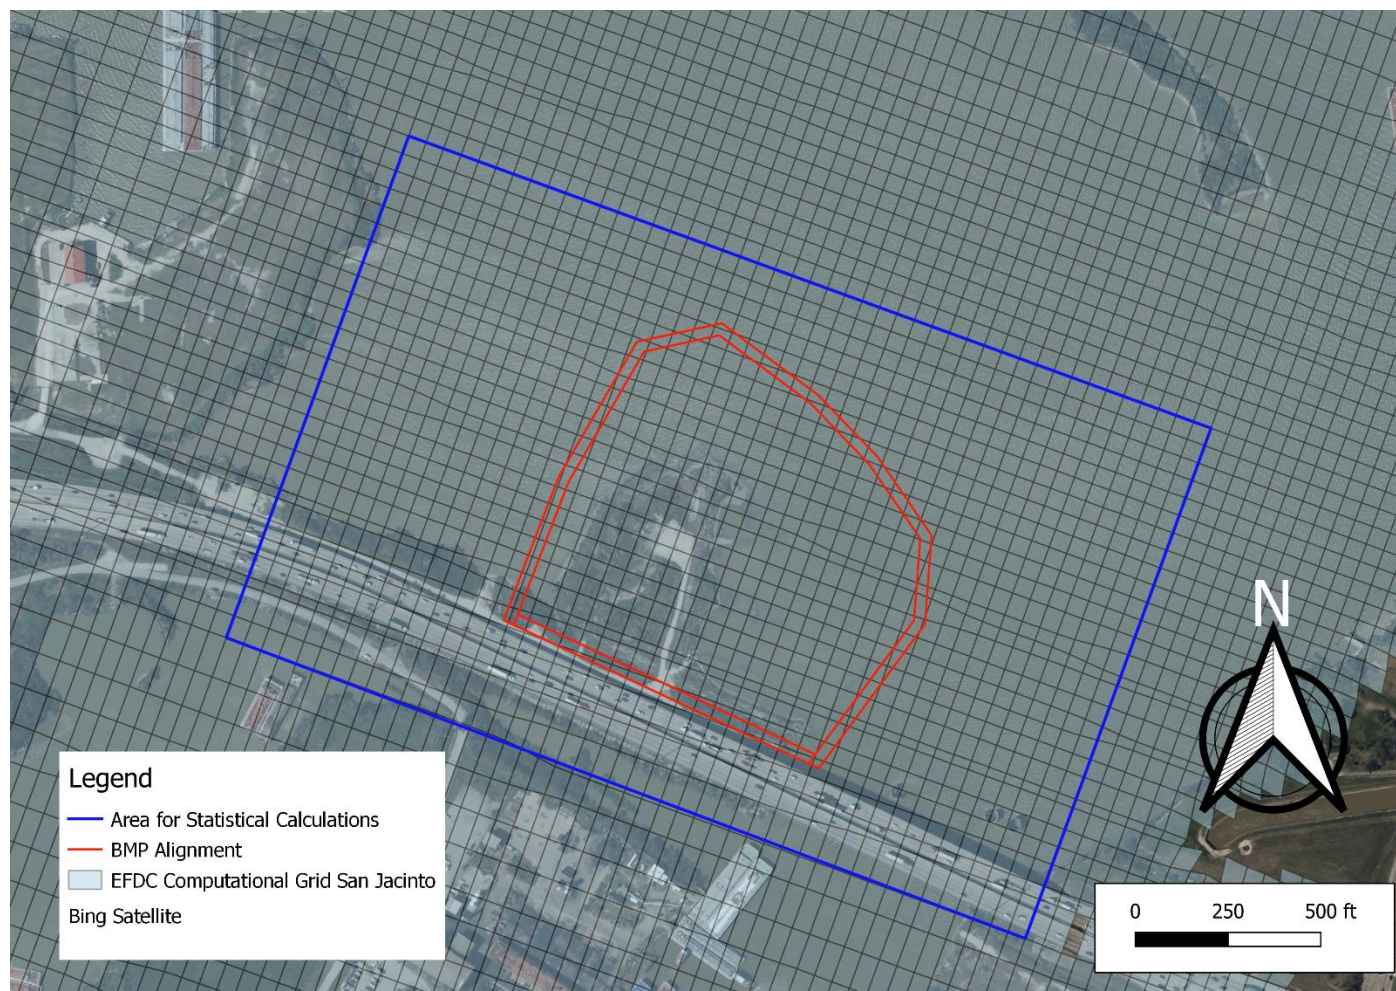 N
Legend
Area for Statistical Calculations
BMP Alignment
EFDC Computational Grid San Jacinto
Bing Satellite
0 250 500 ft